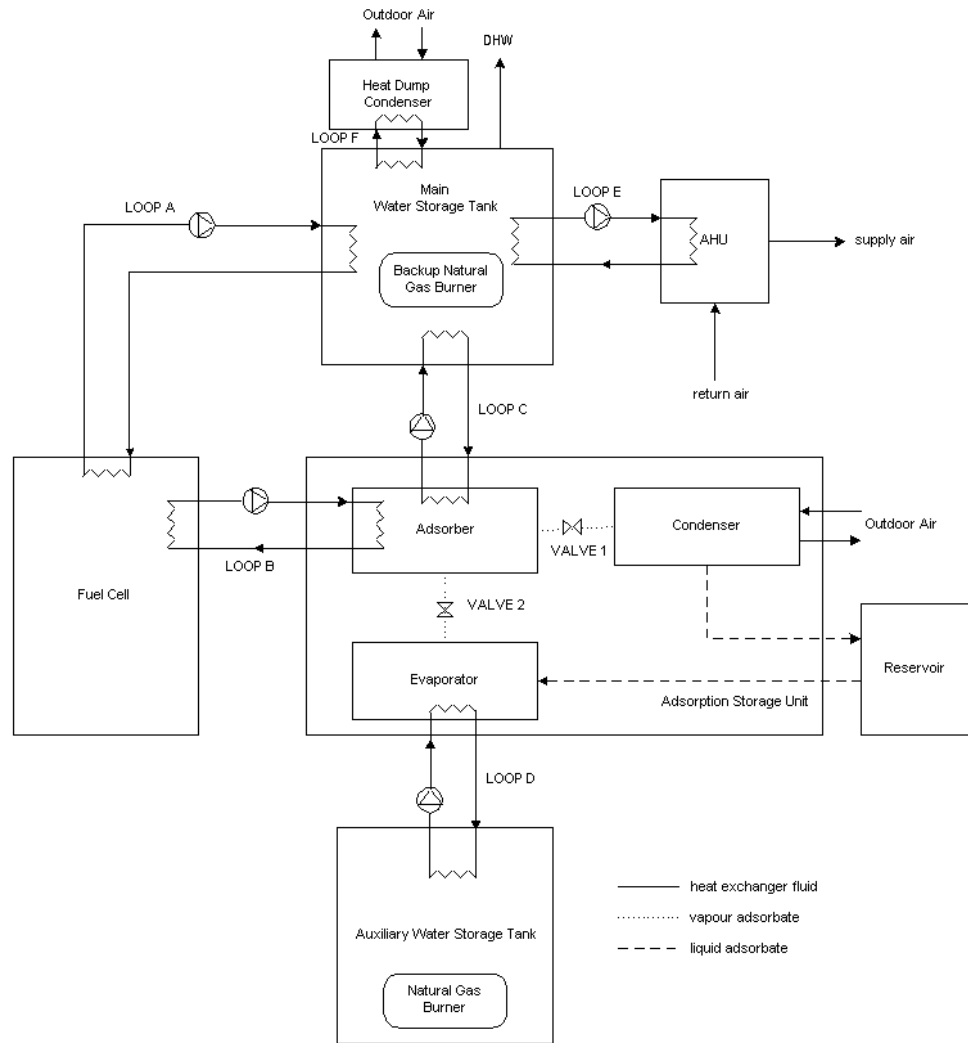 Outdoor Air
DHW
Heat Dump
Condenser
LOOP F
Main
Water Storage Tank
LOOP A
LOOP E
AHU
supply air
Backup Natural
Gas Burner
return air
LOOP C
Adsorber
Condenser
Outdoor Air
VALVE 1
LOOP B
Fuel Cell
VALVE 2
Reservoir
Evaporator
Adsorption Storage Unit
LOOP D
heat exchanger fluid
vapour adsorbate
liquid adsorbate
Auxiliary Water Storage Tank
Natural Gas
Burner